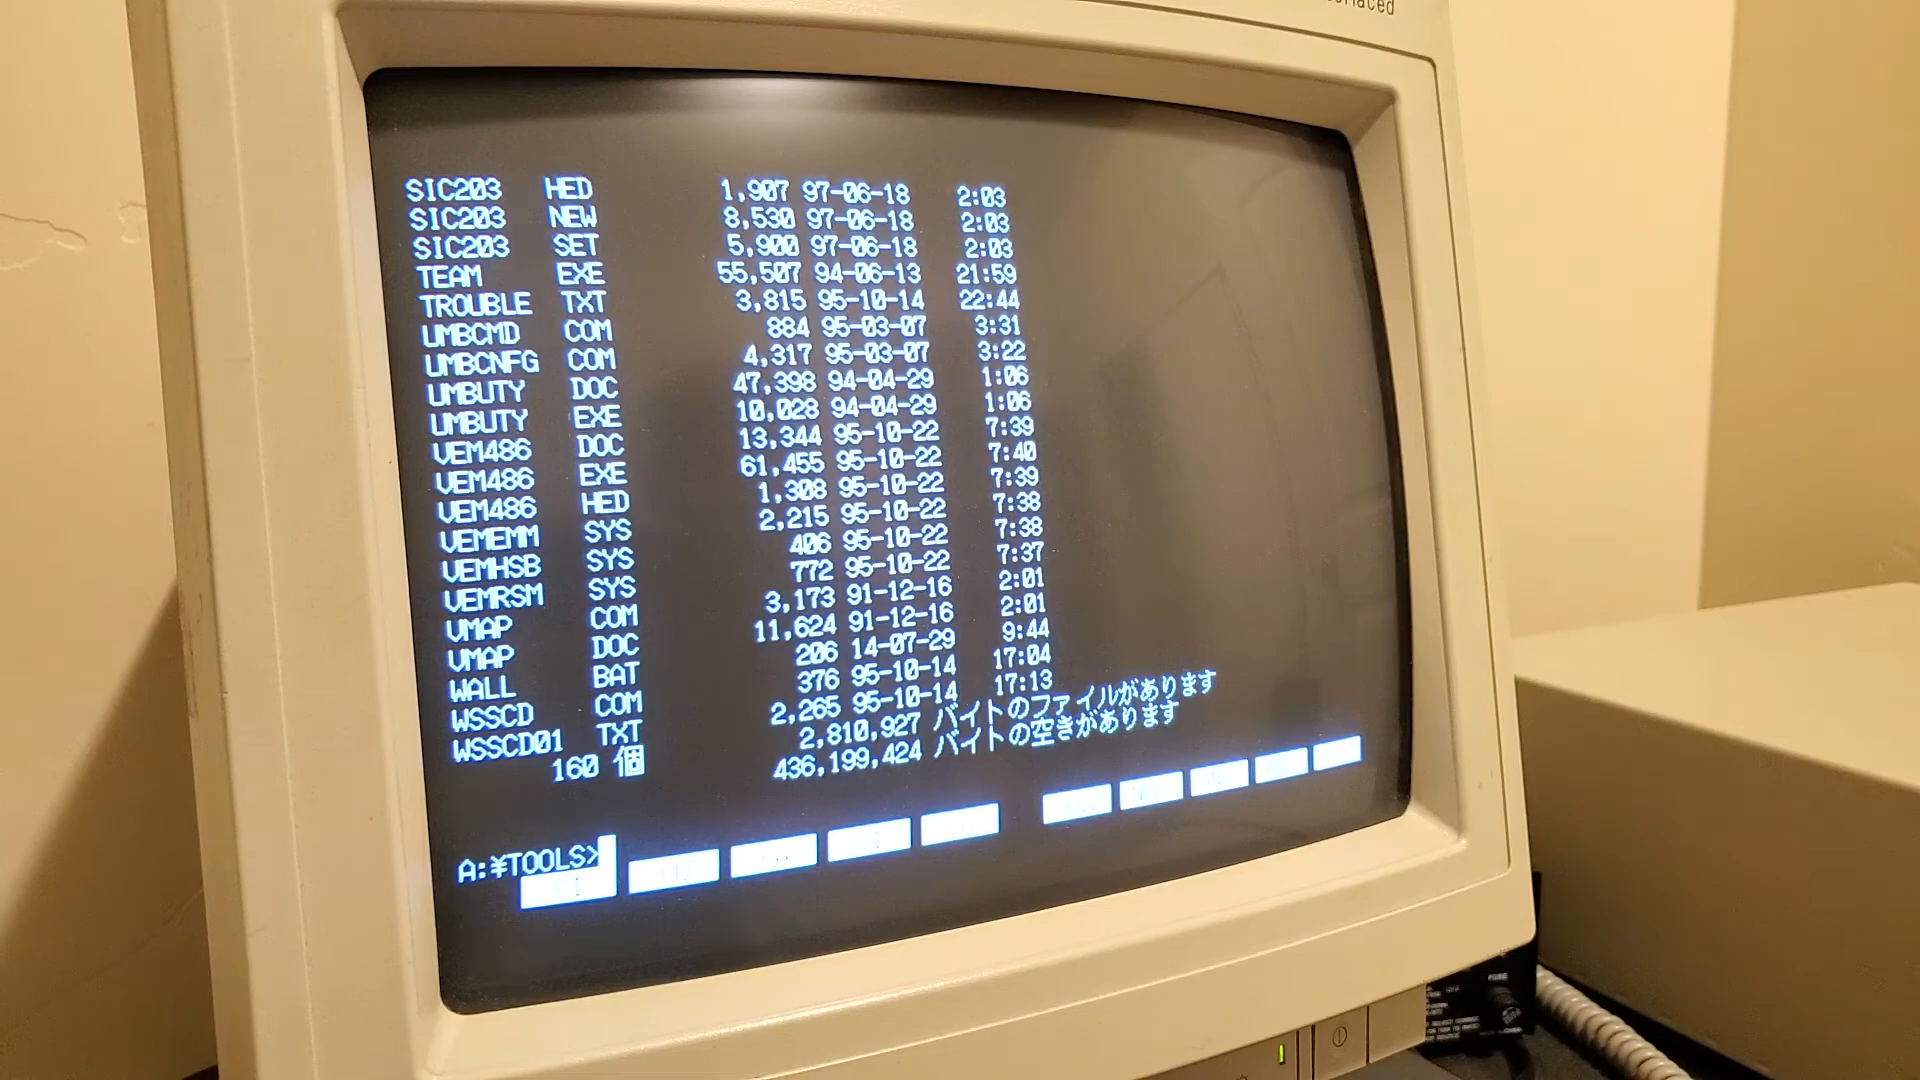 SIC203 HED 1,907 97-06-18 2:03
SIC203 NEW 8,530 97-06-18 2:03
SIC203 SET 5,900 97-06-18 2:03
TEAM EXE 55,507 94-06-13 21:59
TROUBLE TXT 3,815 95-10-14 22:44
UMBCMD COM 884 95-03-07 3:31
UMBCNFG COM 4,317 95-03-07 3:22
UMBUTY DOC 47,398 94-04-29 1:06
UMBUTY EXE 10,028 94-04-29 1:06
VEM486 DOC 13,344 95-10-22 7:39
VEM486 EXE 61,455 95-10-22 7:40
VEM486 HED 1,308 95-10-22 7:39
VEMEMM SYS 2,215 95-10-22 7:38
VEMHSB SYS 406 95-10-22 7:38
VEMRSM SYS 772 95-10-22 7:37
VMAP COM 3,173 91-12-16 2:01
VMAP DOC 11,624 91-12-16 2:01
WALL BAT 206 14-07-29 9:44
WSSCD COM 376 95-10-14 17:04
WSSCD01 TXT 2,265 95-10-14 17:13
160 個 2,810,927 バイトのファイルがあります
436,199,424 バイトの空きがあります
A:¥TOOLS>